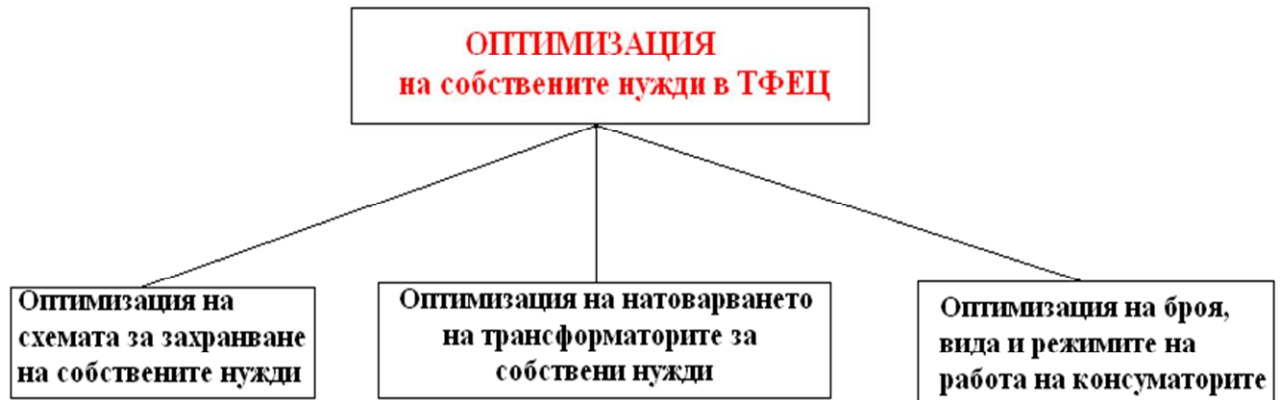 ОПТИМИЗАЦИЯ
на собствените нужди в ТФЕЦ
Оптимизация на
схемата за захранване
на собствените нужди
Оптимизация на натоварването
на трансформаторите за
собствени нужди
Оптимизация на броя,
вида и режимите на
работа на консуматорите